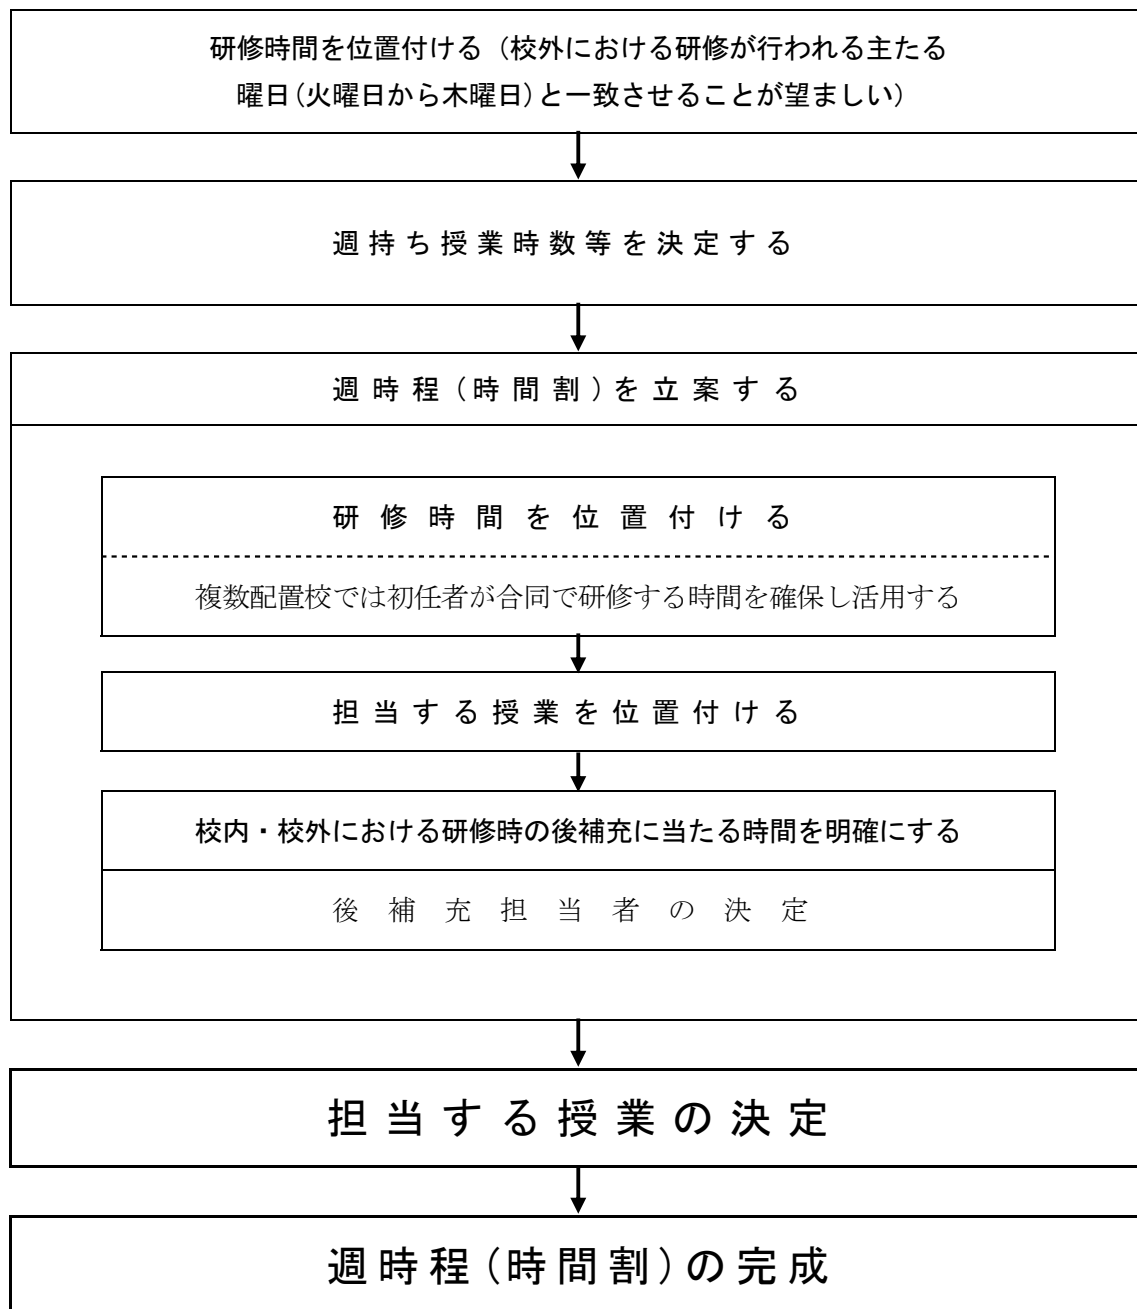 研修時間を位置付ける（校外における研修が行われる主たる
曜日（火曜日から木曜日）と一致させることが望ましい）
週持ち授業時数等を決定する
週時程（時間割）を立案する
研修時間を位置付ける
複数配置校では初任者が合同で研修する時間を確保し活用する
担当する授業を位置付ける
校内・校外における研修時の後補充に当たる時間を明確にする
後補充担当者の決定
担当する授業の決定
週時程（時間割）の完成